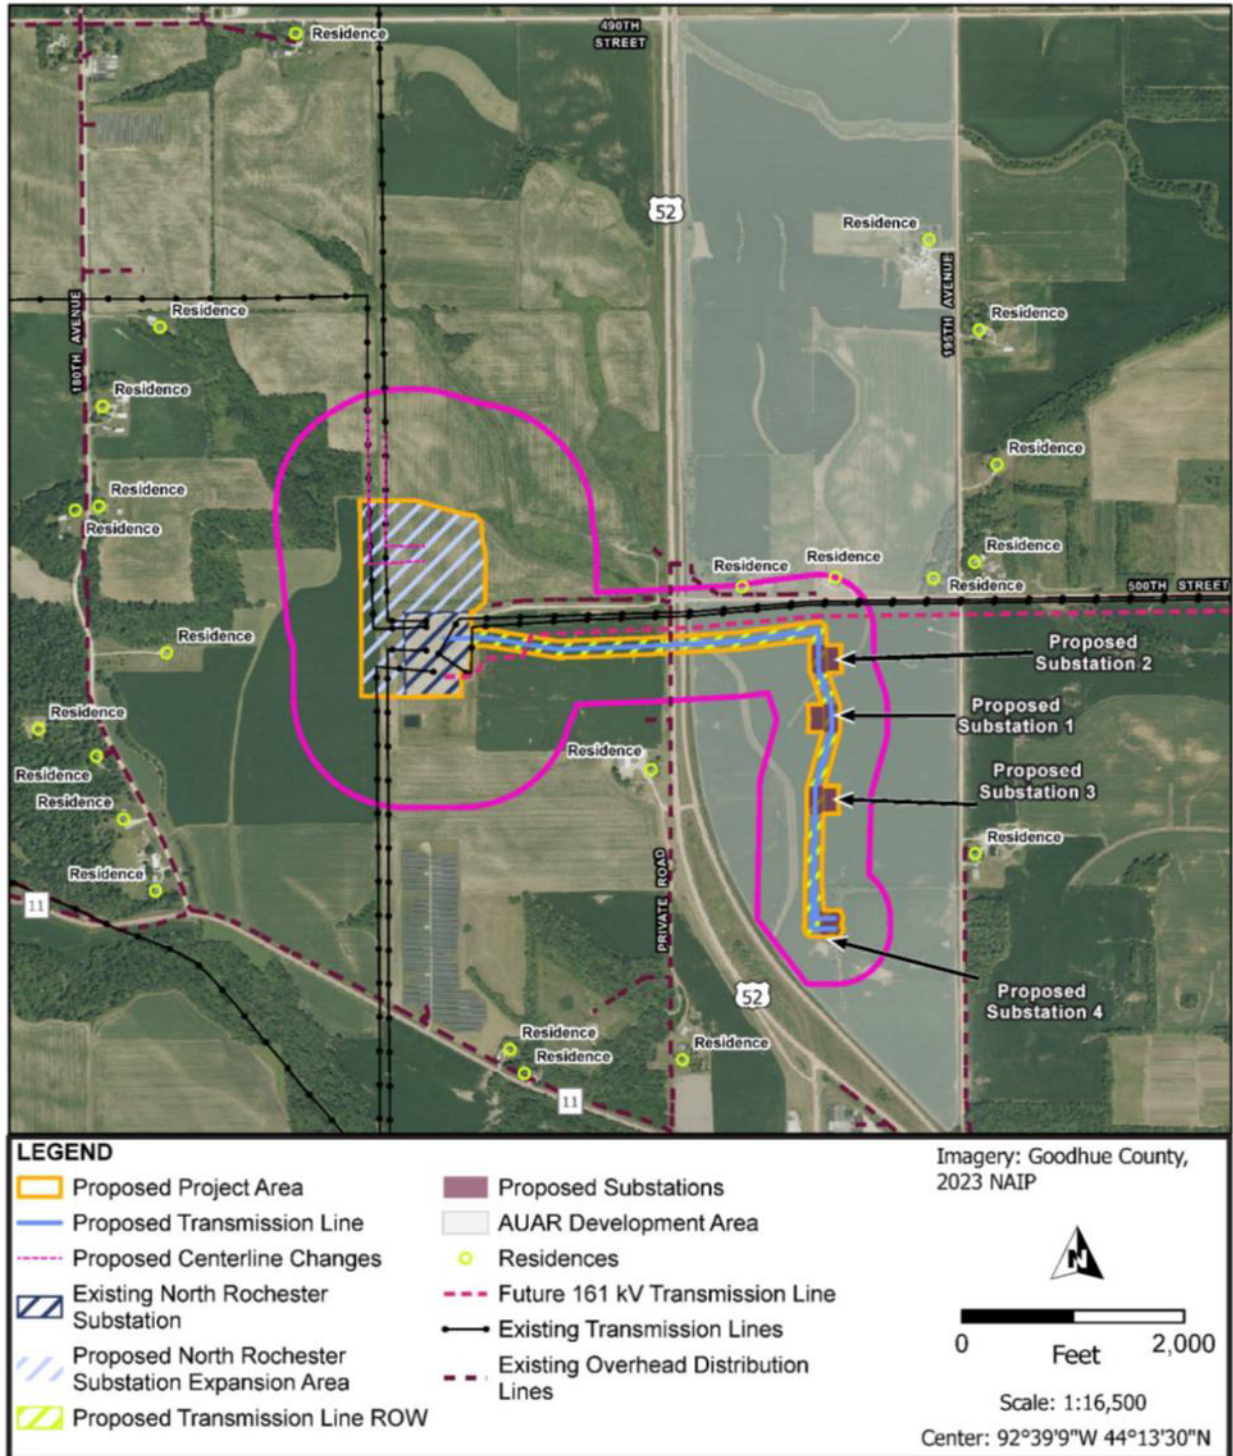 490TH
STREET
Residence
52
Residence
195TH AVENUE
180TH AVENUE
Residence
Residence
Residence
Residence
Residence
Residence
Residence
Residence
Residence
Residence
500TH STREET
Residence
Proposed
Substation 2
Proposed
Substation 1
Residence
Residence
Residence
Proposed
Substation 3
Residence
Residence
Residence
11
PRIVATE ROAD
52
Proposed
Substation 4
Residence
Residence
Residence
11
LEGEND
Proposed Project Area
Proposed Transmission Line
Proposed Centerline Changes
Existing North Rochester
Substation
Proposed North Rochester
Substation Expansion Area
Proposed Transmission Line ROW
Proposed Substations
AUAR Development Area
Residences
Future 161 kV Transmission Line
Existing Transmission Lines
Existing Overhead Distribution
Lines
Imagery: Goodhue County,
2023 NAIP
N
0 2,000
Feet
Scale: 1:16,500
Center: 92°39'9"W 44°13'30"N